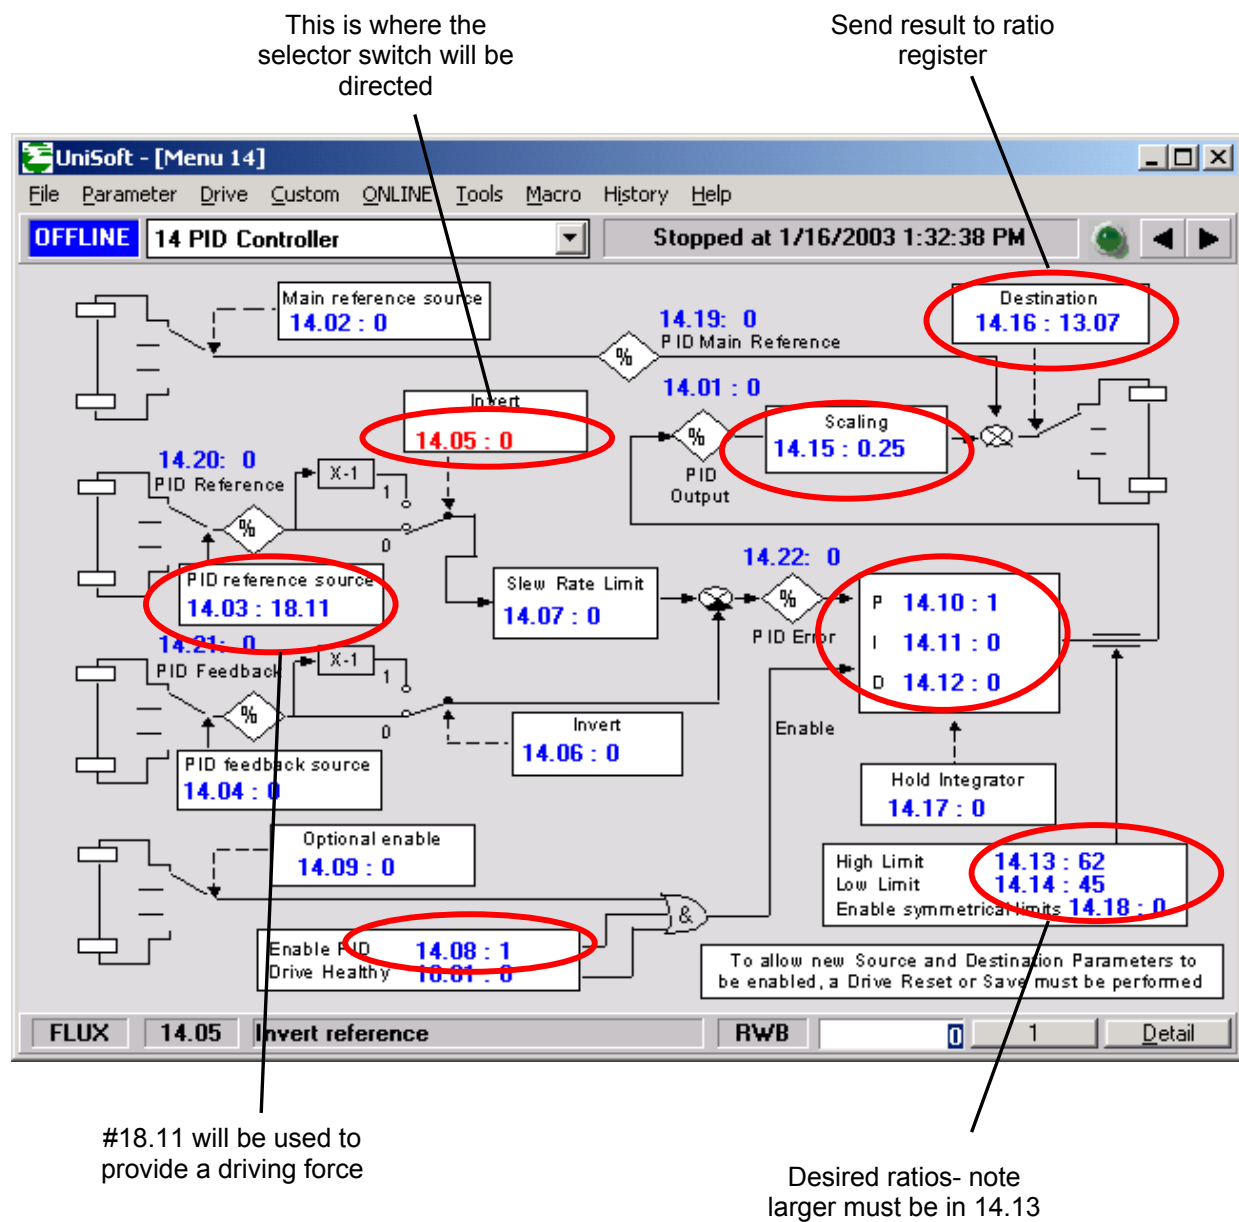 This is where the
selector switch will be
directed
Send result to ratio
register
UniSoft - [Menu 14]
File Parameter Drive Custom ONLINE Tools Macro History Help
OFFLINE 14 PID Controller Stopped at 1/16/2003 1:32:38 PM
Main reference source
14.02 : 0
14.19: 0
PID Main Reference
%
Destination
14.16 : 13.07
14.01 : 0
Invert
14.05 : 0
%
PID
Output
Scaling
14.15 : 0.25
14.20: 0
PID Reference
X-1
1
%
0
PID reference source
14.03 : 18.11
Slew Rate Limit
14.07 : 0
14.22: 0
%
PID Error
P 14.10 : 1
I 14.11 : 0
D 14.12 : 0
14.21: 0
PID Feedback
X-1
1
%
0
PID feedback source
14.04 : 0
Invert
14.06 : 0
Enable
Hold Integrator
14.17 : 0
Optional enable
14.09 : 0
High Limit 14.13 : 62
Low Limit 14.14 : 45
Enable symmetrical limits 14.18 : 0
&
Enable PID 14.08 : 1
Drive Healthy 10.01 : 0
To allow new Source and Destination Parameters to
be enabled, a Drive Reset or Save must be performed
FLUX 14.05 Invert reference RWB 0 1 Detail
#18.11 will be used to
provide a driving force
Desired ratios- note
larger must be in 14.13